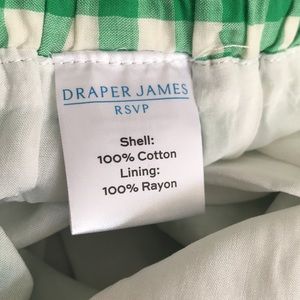 DRAPER JAMES
RSVP
Shell:
100% Cotton
Lining:
100% Rayon